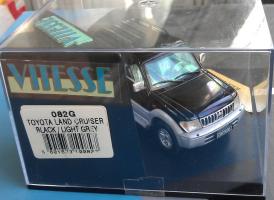 VITESSE
082G
TOYOTA LAND CRUISER
BLACK / LIGHT GREY